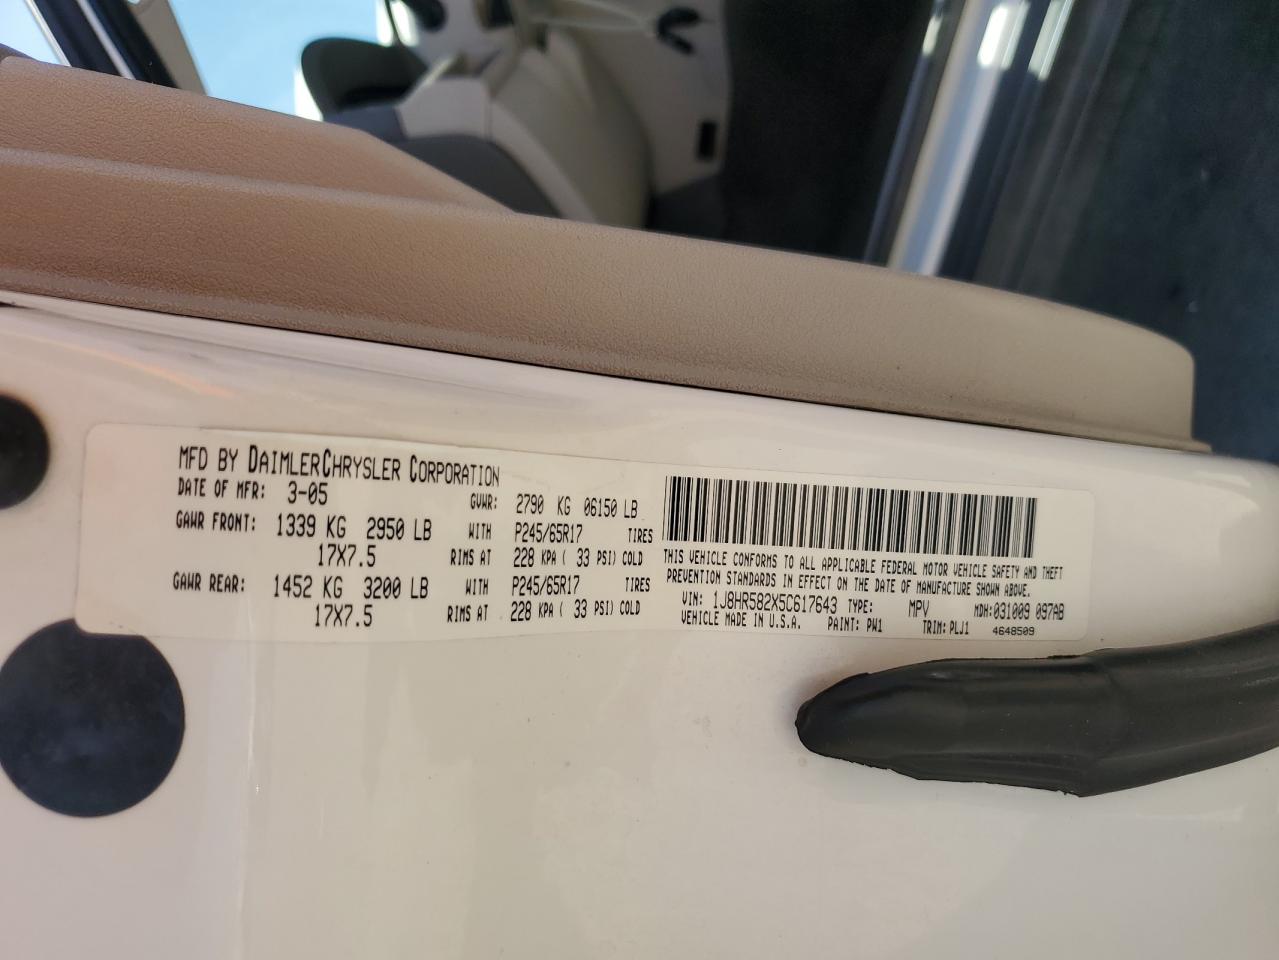 MFD BY DAIMLERCHRYSLER CORPORATION
DATE OF MFR: 3-05 GVWR: 2790 KG 06150 LB
GAWR FRONT: 1339 KG 2950 LB WITH P245/65R17 TIRES
17X7.5 RIMS AT 228 KPA ( 33 PSI) COLD
GAWR REAR: 1452 KG 3200 LB WITH P245/65R17 TIRES
17X7.5 RIMS AT 228 KPA ( 33 PSI) COLD
THIS VEHICLE CONFORMS TO ALL APPLICABLE FEDERAL MOTOR VEHICLE SAFETY AND THEFT
PREVENTION STANDARDS IN EFFECT ON THE DATE OF MANUFACTURE SHOWN ABOVE.
VIN: 1J8HR582X5C617643 TYPE: MPV MDH: 031009 097AB
VEHICLE MADE IN U.S.A. PAINT: PW1 TRIM: PLJ1 4648509